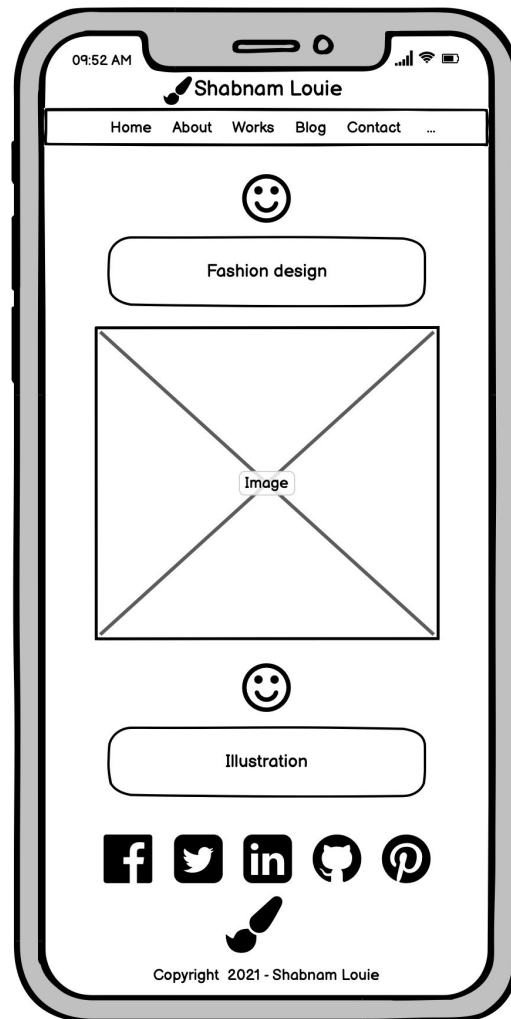 09:52 AM
Shabnam Louie
Home About Works Blog Contact ...
Fashion design
Image
Illustration
Copyright 2021 - Shabnam Louie